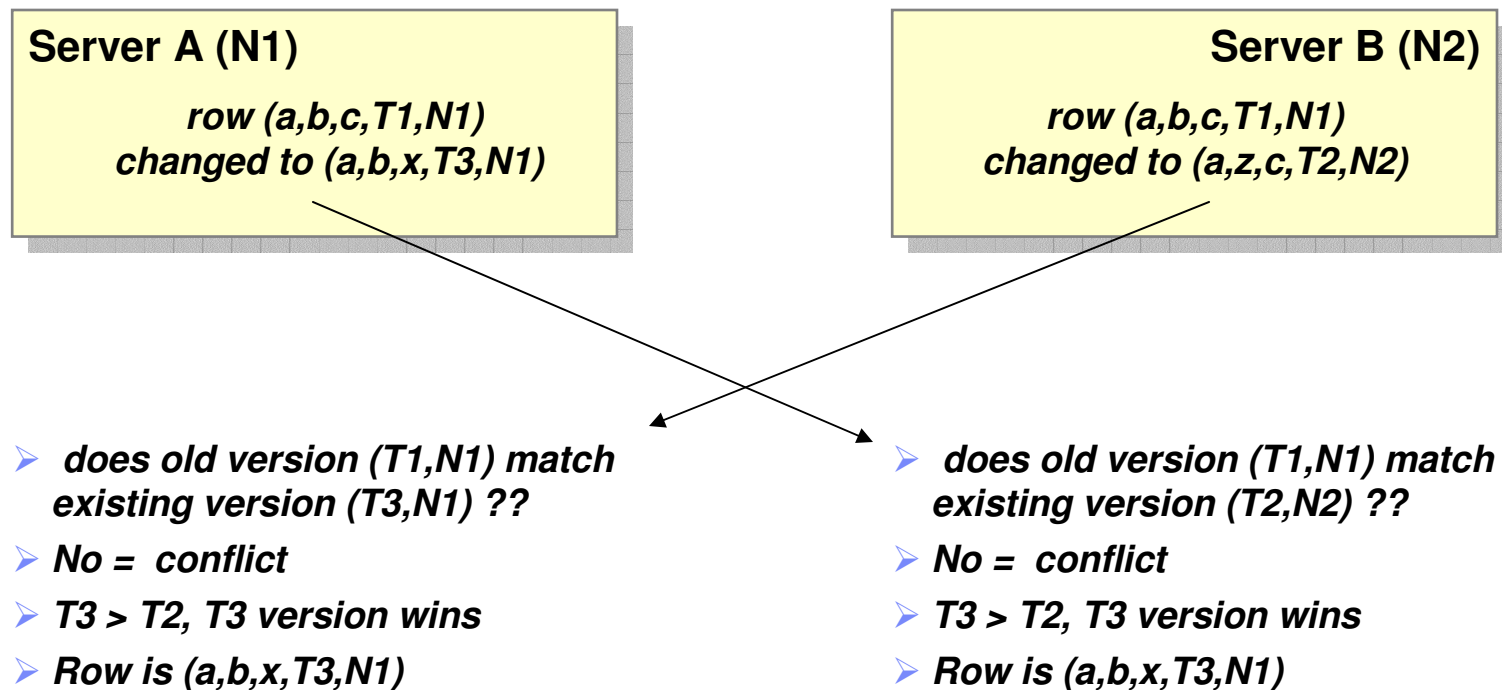 Server A (N1)
row (a,b,c,T1,N1)
changed to (a,b,x,T3,N1)
Server B (N2)
row (a,b,c,T1,N1)
changed to (a,z,c,T2,N2)
➢ does old version (T1,N1) match
existing version (T3,N1) ??
➢ No = conflict
➢ T3 > T2, T3 version wins
➢ Row is (a,b,x,T3,N1)
➢ does old version (T1,N1) match
existing version (T2,N2) ??
➢ No = conflict
➢ T3 > T2, T3 version wins
➢ Row is (a,b,x,T3,N1)